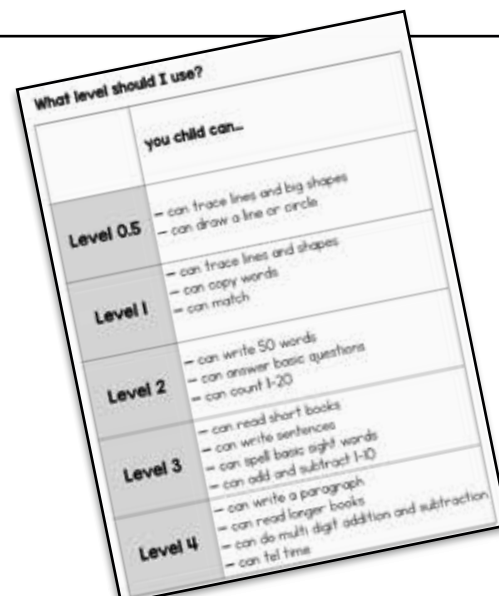 What level should I use?
you child can...
Level 0.5
- can trace lines and big shapes
- can draw a line or circle
Level 1
- can trace lines and shapes
- can copy words
- can match
Level 2
- can write 50 words
- can answer basic questions
- can count 1-20
Level 3
- can read short books
- can write sentences
- can spell basic sight words
- can add and subtract 1-10
Level 4
- can write a paragraph
- can read longer books
- can do multi digit addition and subtraction
- can tel time